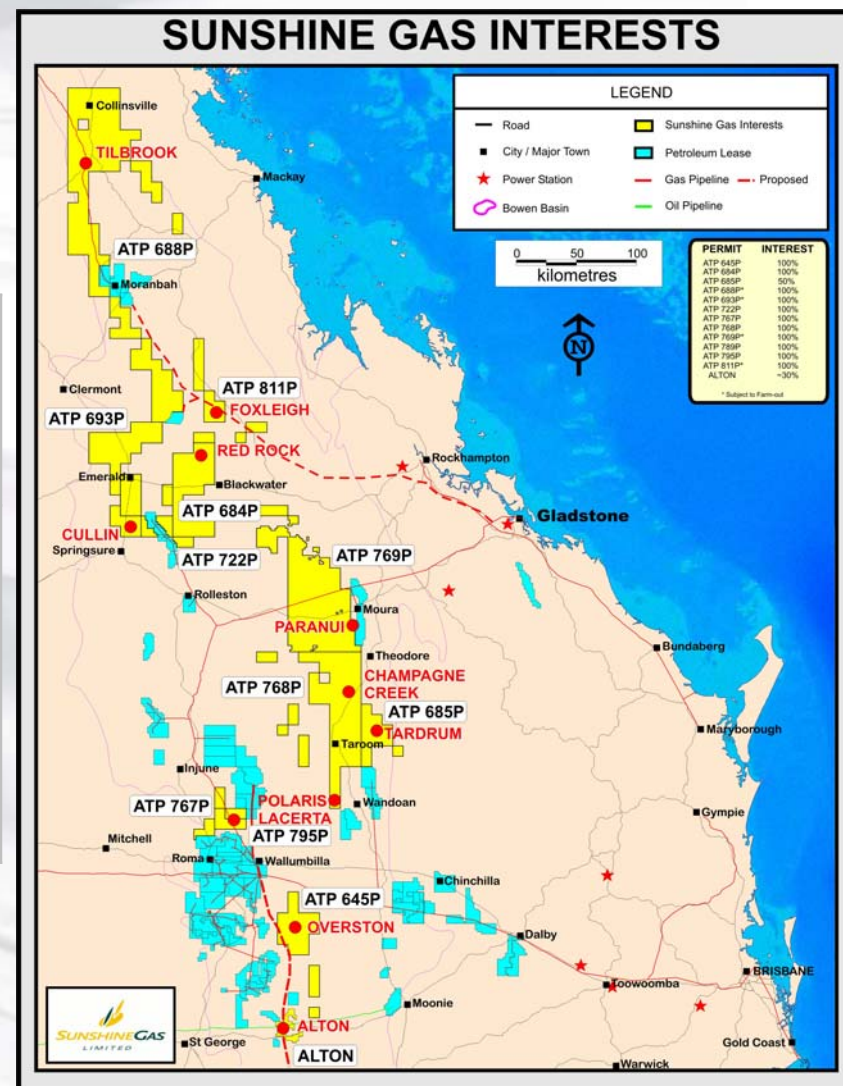 SUNSHINE GAS INTERESTS
LEGEND
Road
City / Major Town
Power Station
Bowen Basin
Sunshine Gas Interests
Petroleum Lease
Gas Pipeline
Proposed
Oil Pipeline
0 50 100
kilometres
N
PERMIT INTEREST
ATP 645P 100%
ATP 684P 100%
ATP 685P 50%
ATP 688P* 100%
ATP 693P* 100%
ATP 722P 100%
ATP 767P 100%
ATP 768P 100%
ATP 769P* 100%
ATP 789P 100%
ATP 795P 100%
ATP 811P* 100%
ALTON ~30%
* Subject to Farm-out
Collinsville
TILBROOK
Mackay
ATP 688P
Moranbah
Clermont
ATP 811P
FOXLEIGH
ATP 693P
RED ROCK
Rockhampton
Emerald
Blackwater
ATP 684P
Gladstone
CULLIN
Springsure
ATP 722P
ATP 769P
Rolleston
Moura
PARANUI
Theodore
Bundaberg
CHAMPAGNE
CREEK
ATP 768P
ATP 685P
TARDRUM
Maryborough
Taroom
Injune
POLARIS
Wandoan
ATP 767P
LACERTA
Gympie
ATP 795P
Mitchell
Roma
Wallumbilla
Chinchilla
ATP 645P
OVERSTON
Dalby
BRISBANE
Toowoomba
Moonie
ALTON
St George
ALTON
Gold Coast
Warwick
SUNSHINE GAS
LIMITED